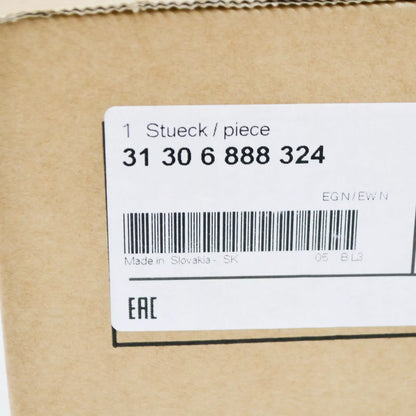 1 Stueck / piece
31 30 6 888 324
EGN/EWN
Made in Slovakia - SK 05 BL3
EAC